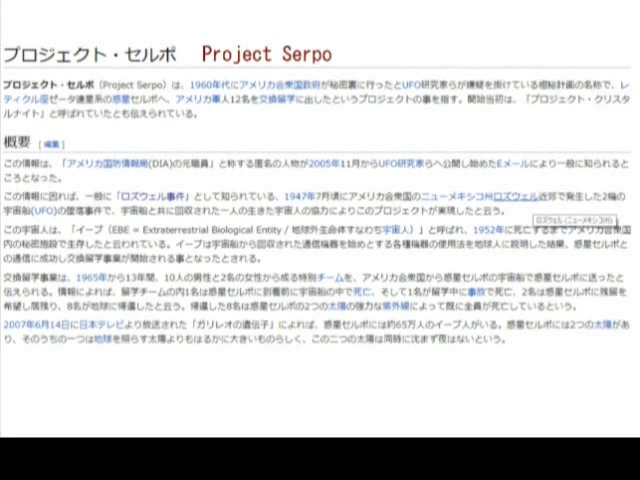 プロジェクト・セルポ Project Serpo
プロジェクト・セルポ（Project Serpo）は、1960年代にアメリカ合衆国政府が秘密裏に行ったとUFO研究家らが嫌疑を掛けている極秘計画の名称で、レ
ティクル座ゼータ連星系の惑星セルポへ、アメリカ軍人12名を交換留学に出したというプロジェクトの事を指す。開始当初は、「プロジェクト・クリスタ
ルナイト」と呼ばれていたとも伝えられている。
概要 [編集]
この情報は、「アメリカ国防情報局(DIA)の元職員」と称する匿名の人物が2005年11月からUFO研究家らへ公開し始めたEメールにより一般に知られると
ころとなった。
この情報に因れば、一般に「ロズウェル事件」として知られている、1947年7月頃にアメリカ合衆国のニューメキシコ州ロズウェル近郊で発生した2機の
宇宙船(UFO)の墜落事件で、宇宙船と共に回収された一人の生きた宇宙人の協力によりこのプロジェクトが実現したと云う。
ロズウェル (ニューメキシコ州)
この宇宙人は、「イーブ（EBE = Extraterrestrial Biological Entity / 地球外生命体すなわち宇宙人）」と呼ばれ、1952年に死亡するまでアメリカ合衆国
内の秘密施設で生存したと云われている。イーブは宇宙船から回収された通信機器を始めとする各種機器の使用法を地球人に説明した結果、惑星セルポと
の通信に成功し交換留学事業が開始される事となったとされる。
交換留学事業は、1965年から13年間、10人の男性と2名の女性から成る特別チームを、アメリカ合衆国から惑星セルポの宇宙船で惑星セルポに送ったと
伝えられる。情報によれば、留学チームの内1名は惑星セルポに到着前に宇宙船の中で死亡、そして1名が留学中に事故で死亡、2名は惑星セルポに残留を
希望し居残り、8名が地球に帰還したと云う。帰還した8名は惑星セルポの2つの太陽の強力な紫外線によって既に全員が死亡しているという。
2007年6月14日に日本テレビより放送された「ガリレオの遺伝子」によれば、惑星セルポには約65万人のイーブ人がいる。惑星セルポには2つの太陽があ
り、そのうちの一つは地球を照らす太陽よりもはるかに大きいものらしく、この二つの太陽は同時に沈まず夜はないという。